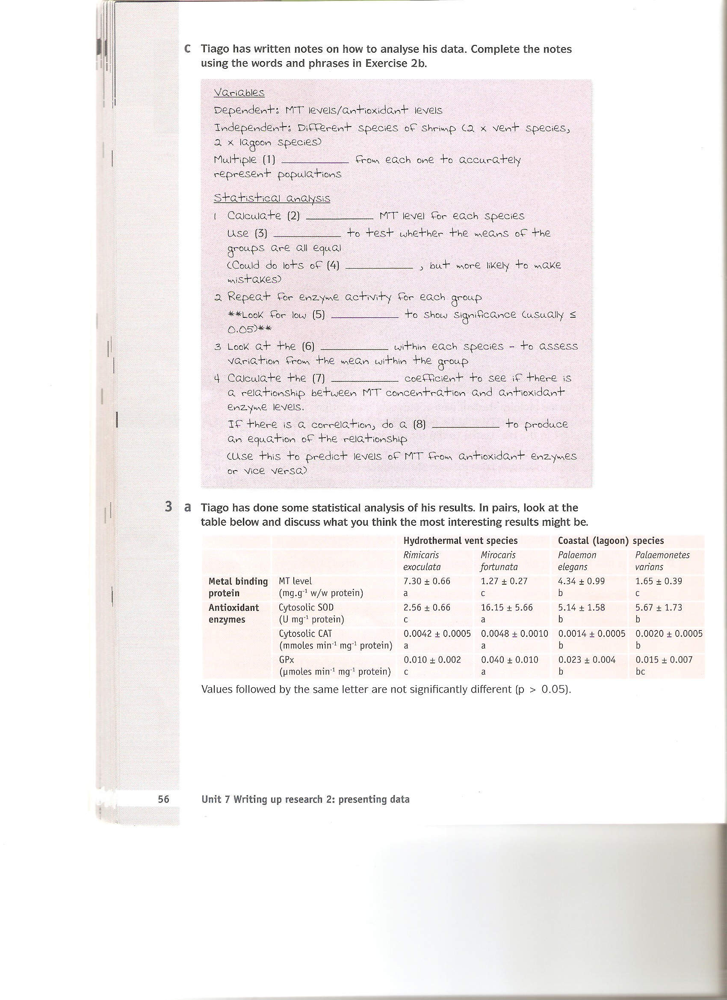 c Tiago has written notes on how to analyse his data. Complete the notes
using the words and phrases in Exercise 2b.
Variables
Dependent: MT levels/antioxidant levels
Independent: Different species of shrimp (2 x vent species,
2 x lagoon species)
Multiple (1) __________ from each one to accurately
represent populations
Statistical analysis
1 Calculate (2) __________ MT level for each species
Use (3) __________ to test whether the means of the
groups are all equal
(Could do lots of (4) __________, but more likely to make
mistakes)
2 Repeat for enzyme activity for each group
**Look for low (5) __________ to show significance (usually ≤
0.05)**
3 Look at the (6) __________ within each species - to assess
variation from the mean within the group
4 Calculate the (7) __________ coefficient to see if there is
a relationship between MT concentration and antioxidant
enzyme levels.
If there is a correlation, do a (8) __________ to produce
an equation of the relationship
(Use this to predict levels of MT from antioxidant enzymes
or vice versa)
3 a Tiago has done some statistical analysis of his results. In pairs, look at the
table below and discuss what you think the most interesting results might be.
Hydrothermal vent species Coastal (lagoon) species
Rimicaris Mirocaris Palaemon Palaemonetes
exoculata fortunata elegans varians
Metal binding MT level 7.30 ± 0.66 1.27 ± 0.27 4.34 ± 0.99 1.65 ± 0.39
protein (mg.g⁻¹ w/w protein) a c b c
Antioxidant Cytosolic SOD 2.56 ± 0.66 16.15 ± 5.66 5.14 ± 1.58 5.67 ± 1.73
enzymes (U mg⁻¹ protein) c a b b
Cytosolic CAT 0.0042 ± 0.0005 0.0048 ± 0.0010 0.0014 ± 0.0005 0.0020 ± 0.0005
(mmoles min⁻¹ mg⁻¹ protein) a a b b
GPx 0.010 ± 0.002 0.040 ± 0.010 0.023 ± 0.004 0.015 ± 0.007
(µmoles min⁻¹ mg⁻¹ protein) c a b bc
Values followed by the same letter are not significantly different (p > 0.05).
56 Unit 7 Writing up research 2: presenting data